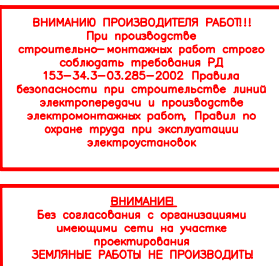 ВНИМАНИЮ ПРОИЗВОДИТЕЛЯ РАБОТ!!!
При производстве
строительно-монтажных работ строго
соблюдать требования РД
153-34.3-03.285-2002 Правила
безопасности при строительстве линий
электропередачи и производстве
электромонтажных работ, Правил по
охране труда при эксплуатации
электроустановок
ВНИМАНИЕ!
Без согласования с организациями
имеющими сети на участке
проектирования
ЗЕМЛЯНЫЕ РАБОТЫ НЕ ПРОИЗВОДИТЬ!